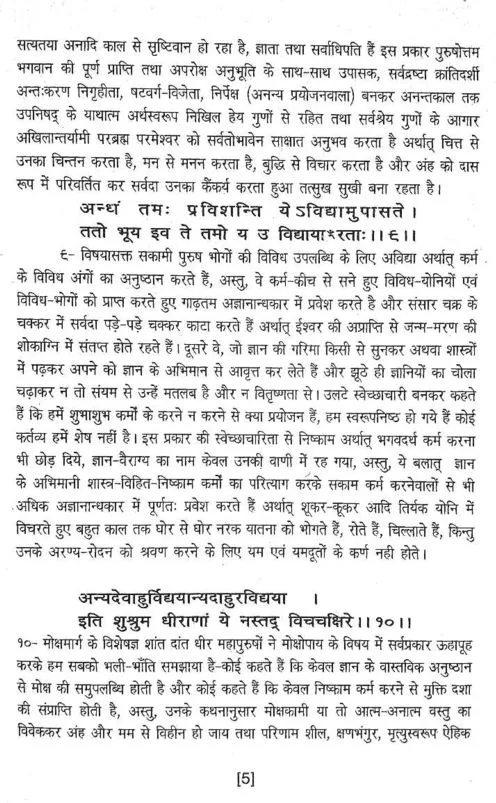 सत्यतया अनादि काल से सृष्टिवान हो रहा है, ज्ञाता तथा सर्वाधिपति हैं इस प्रकार पुरुषोत्तम
भगवान की पूर्ण प्राप्ति तथा अपरोक्ष अनुभूति के साथ-साथ उपासक, सर्वद्रष्टा क्रांतिदर्शी
अन्तःकरण निगृहीता, षटवर्ग-विजेता, निर्पेक्ष (अनन्य प्रयोजनवाला) बनकर अनन्तकाल तक
उपनिषद् के याथात्म अर्थस्वरूप निखिल हेय गुणों से रहित तथा सर्वश्रेय गुणों के आगार
अखिलान्तर्यामी परब्रह्म परमेश्वर को सर्वतोभावेन साक्षात अनुभव करता है अर्थात् चित्त से
उनका चिन्तन करता है, मन से मनन करता है, बुद्धि से विचार करता है और अंह को दास
रूप में परिवर्तित कर सर्वदा उनका कैंकर्य करता हुआ तत्सुख सुखी बना रहता है।
अन्धं तमः प्रविशन्ति येऽविद्यामुपासते ।
ततो भूय इव ते तमो य उ विद्याया*रताः।।९।।
९- विषयासक्त सकामी पुरुष भोगों की विविध उपलब्धि के लिए अविद्या अर्थात् कर्म
के विविध अंगों का अनुष्ठान करते हैं, अस्तु, वे कर्म-कीच से सने हुए विविध-योनियों एवं
विविध-भोगों को प्राप्त करते हुए गाढ़तम अज्ञानान्धकार में प्रवेश करते है और संसार चक्र के
चक्कर में सर्वदा पड़े-पड़े चक्कर काटा करते हैं अर्थात् ईश्वर की अप्राप्ति से जन्म-मरण की
शोकाग्नि में संतप्त होते रहते हैं। दूसरे वे, जो ज्ञान की गरिमा किसी से सुनकर अथवा शास्त्रों
में पढ़कर अपने को ज्ञान के अभिमान से आवृत्त कर लेते हैं और झूठे ही ज्ञानियों का चोला
चढ़ाकर न तो संयम से उन्हें मतलब है और न वितृष्णता से। उलटे स्वेच्छाचारी बनकर कहते
हैं कि हमें शुभाशुभ कर्मों के करने न करने से क्या प्रयोजन हैं, हम स्वरूपनिष्ठ हो गये हैं कोई
कर्तव्य हमें शेष नहीं है। इस प्रकार की स्वेच्छाचारिता से निष्काम अर्थात् भगवदर्थ कर्म करना
भी छोड़ दिये, ज्ञान-वैराग्य का नाम केवल उनकी वाणी में रह गया, अस्तु, ये बलात् ज्ञान
के अभिमानी शास्त्र-विहित-निष्काम कर्मों का परित्याग करके सकाम कर्म करनेवालों से भी
अधिक अज्ञानान्धकार में पूर्णतः प्रवेश करते हैं अर्थात् शूकर-कूकर आदि तिर्यक योनि में
विचरते हुए बहुत काल तक घोर से घोर नरक यातना को भोगते हैं, रोते हैं, चिल्लाते हैं, किन्तु
उनके अरण्य-रोदन को श्रवण करने के लिए यम एवं यमदूतों के कर्ण नही होते।
अन्यदेवाहुर्विद्ययान्यदाहुरविद्यया ।
इति शुश्रुम धीराणां ये नस्तद् विचचक्षिरे।।१०।।
१०- मोक्षमार्ग के विशेषज्ञ शांत दांत धीर महापुरुषों ने मोक्षोपाय के विषय में सर्वप्रकार ऊहापूह
करके हम सबको भली-भाँति समझाया है-कोई कहते हैं कि केवल ज्ञान के वास्तविक अनुष्ठान
से मोक्ष की समुपलब्धि होती है और कोई कहते हैं कि केवल निष्काम कर्म करने से मुक्ति दशा
की संप्राप्ति होती है, अस्तु, उनके कथनानुसार मोक्षकामी या तो आत्म-अनात्म वस्तु का
विवेककर अंह और मम से विहीन हो जाय तथा परिणाम शील, क्षणभंगुर, मृत्युस्वरूप ऐहिक
[5]